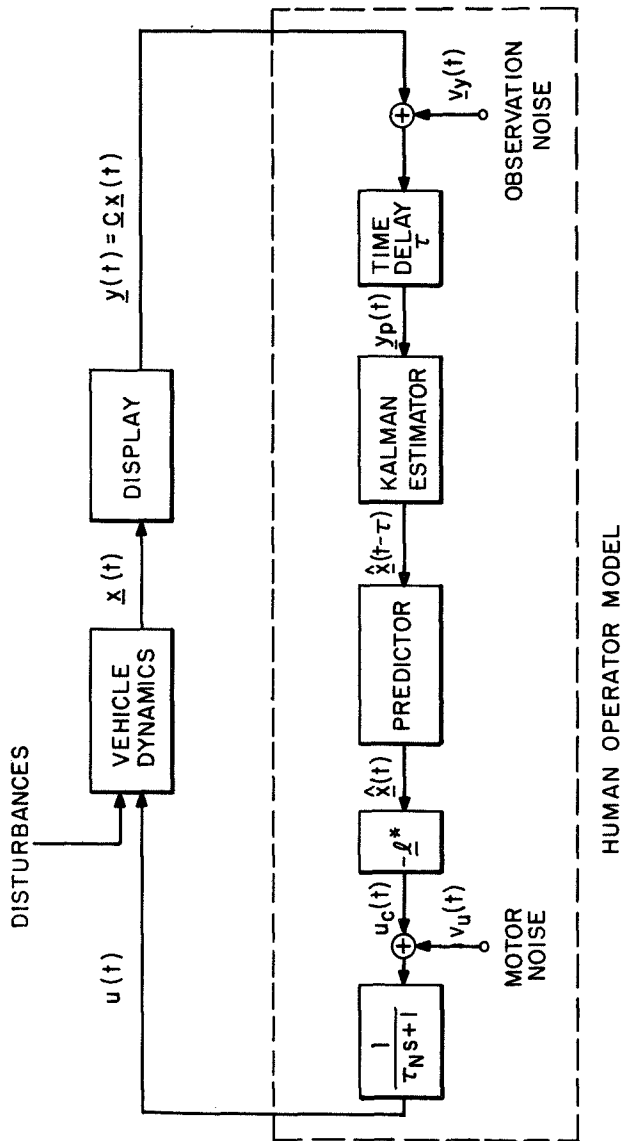 DISTURBANCES
u(t)
VEHICLE
DYNAMICS
x(t)
DISPLAY
y(t) = C x(t)
1
τNs+1
uc(t)
vu(t)
MOTOR
NOISE
-ℓ*
x̂(t)
PREDICTOR
x̂(t-τ)
KALMAN
ESTIMATOR
yp(t)
TIME
DELAY
τ
vy(t)
OBSERVATION
NOISE
HUMAN OPERATOR MODEL